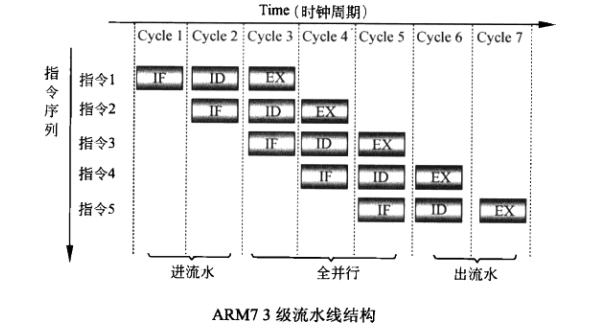 Time (时钟周期)
Cycle 1 Cycle 2 Cycle 3 Cycle 4 Cycle 5 Cycle 6 Cycle 7
指令序列
指令1 IF ID EX
指令2 IF ID EX
指令3 IF ID EX
指令4 IF ID EX
指令5 IF ID EX
进流水 全并行 出流水
ARM7 3 级流水线结构